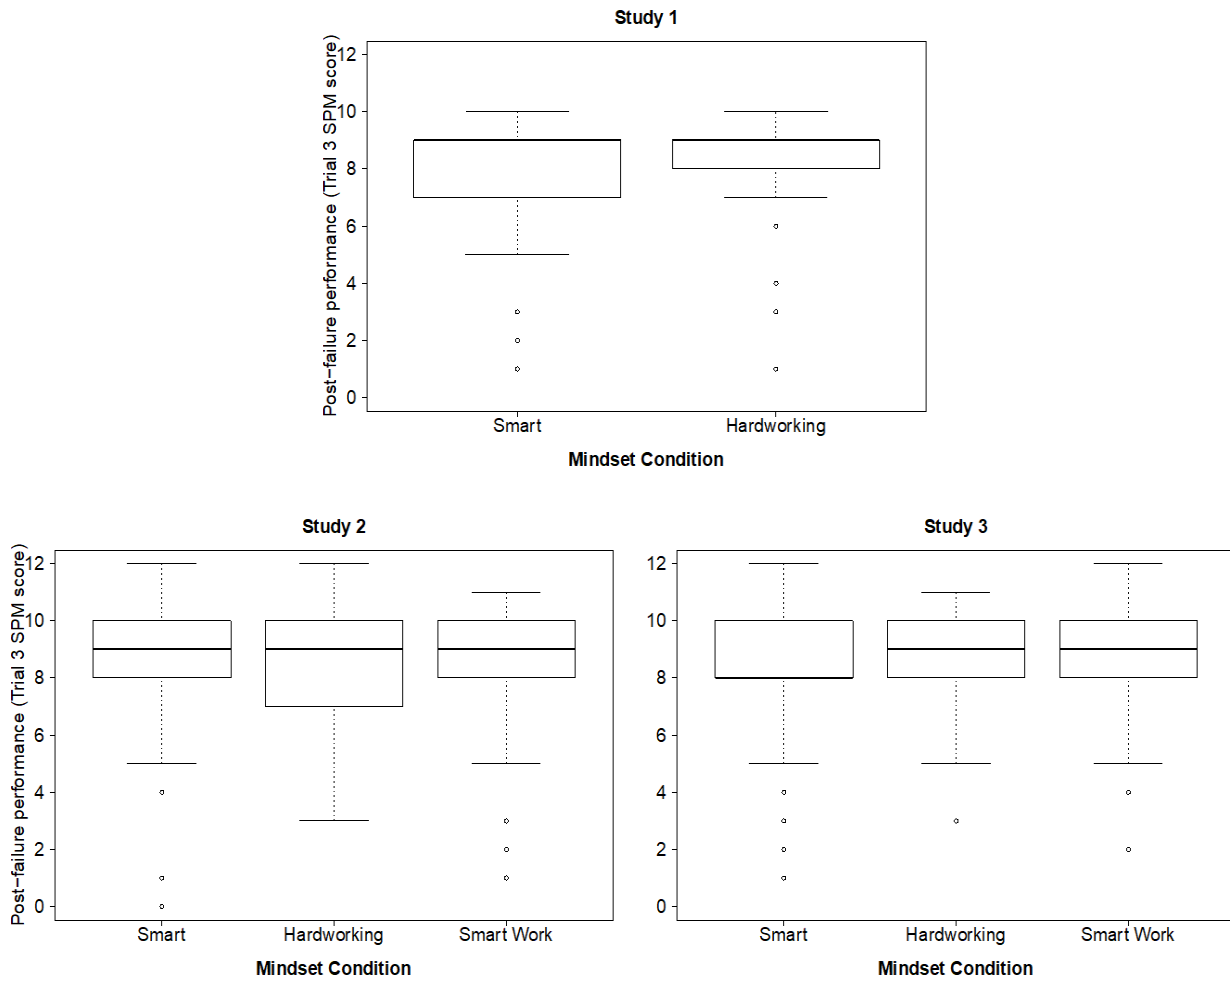 Study 1
Post−failure performance (Trial 3 SPM score)
12
10
8
6
4
2
0
Smart Hardworking
Mindset Condition
Study 2
Post−failure performance (Trial 3 SPM score)
12
10
8
6
4
2
0
Smart Hardworking Smart Work
Mindset Condition
Study 3
12
10
8
6
4
2
0
Smart Hardworking Smart Work
Mindset Condition